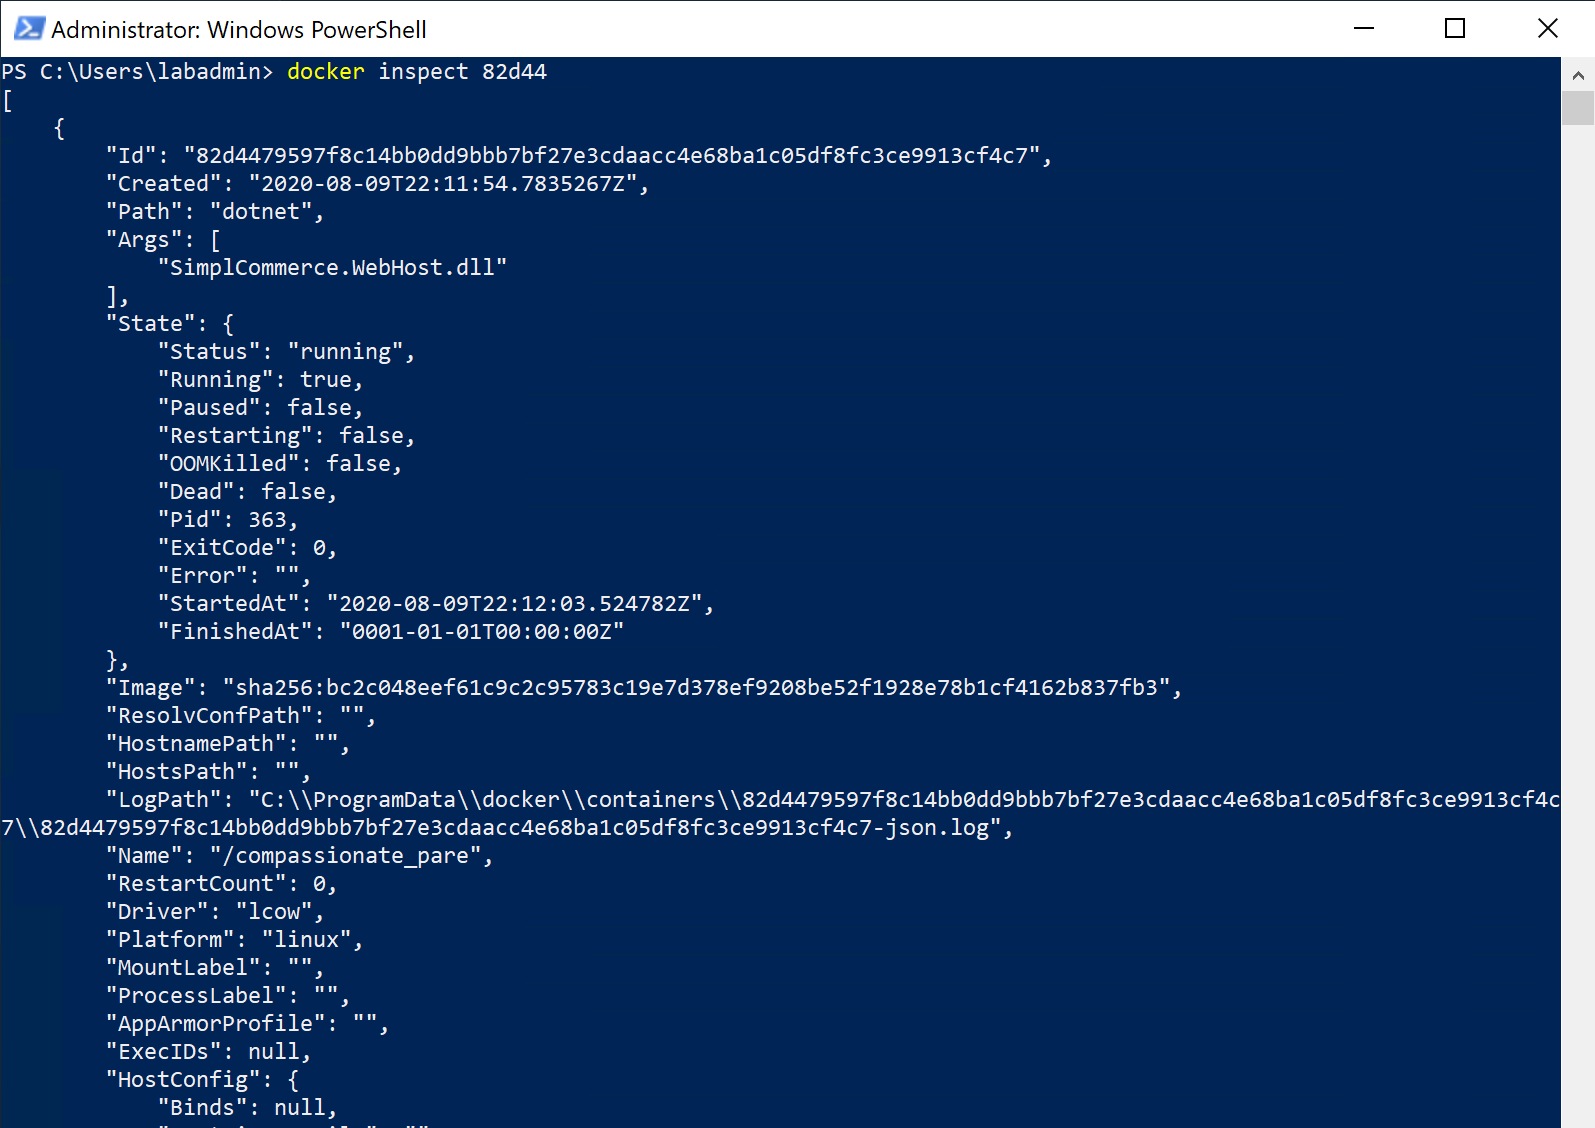 Administrator: Windows PowerShell
PS C:\Users\labadmin> docker inspect 82d44
[
    {
        "Id": "82d4479597f8c14bb0dd9bbb7bf27e3cdaacc4e68ba1c05df8fc3ce9913cf4c7",
        "Created": "2020-08-09T22:11:54.7835267Z",
        "Path": "dotnet",
        "Args": [
            "SimplCommerce.WebHost.dll"
        ],
        "State": {
            "Status": "running",
            "Running": true,
            "Paused": false,
            "Restarting": false,
            "OOMKilled": false,
            "Dead": false,
            "Pid": 363,
            "ExitCode": 0,
            "Error": "",
            "StartedAt": "2020-08-09T22:12:03.524782Z",
            "FinishedAt": "0001-01-01T00:00:00Z"
        },
        "Image": "sha256:bc2c048eef61c9c2c95783c19e7d378ef9208be52f1928e78b1cf4162b837fb3",
        "ResolvConfPath": "",
        "HostnamePath": "",
        "HostsPath": "",
        "LogPath": "C:\\ProgramData\\docker\\containers\\82d4479597f8c14bb0dd9bbb7bf27e3cdaacc4e68ba1c05df8fc3ce9913cf4c
7\\82d4479597f8c14bb0dd9bbb7bf27e3cdaacc4e68ba1c05df8fc3ce9913cf4c7-json.log",
        "Name": "/compassionate_pare",
        "RestartCount": 0,
        "Driver": "lcow",
        "Platform": "linux",
        "MountLabel": "",
        "ProcessLabel": "",
        "AppArmorProfile": "",
        "ExecIDs": null,
        "HostConfig": {
            "Binds": null,